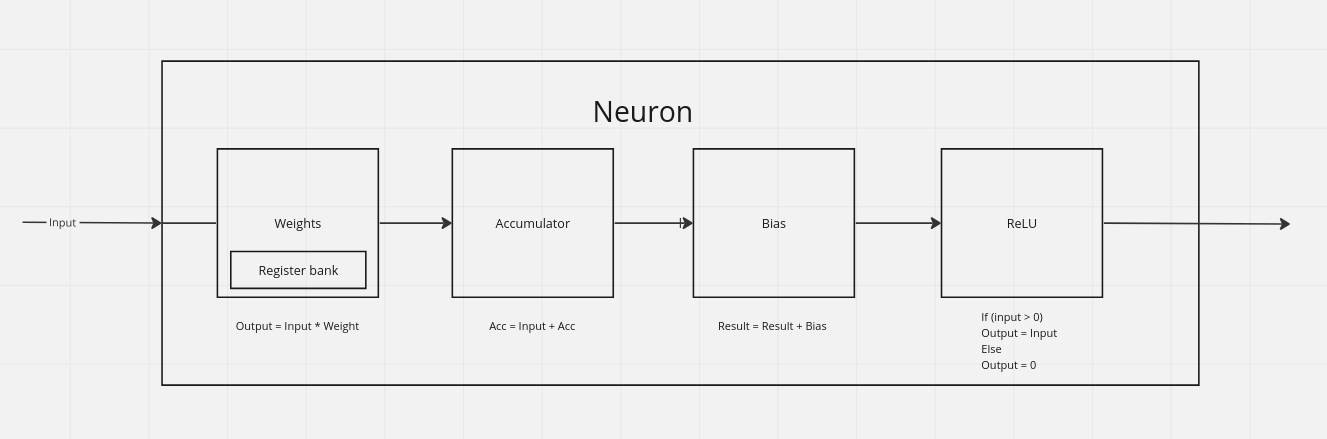 Neuron
Input
Weights
Register bank
Accumulator
Bias
ReLU
Output = Input * Weight
Acc = Input + Acc
Result = Result + Bias
If (input > 0)
Output = Input
Else
Output = 0